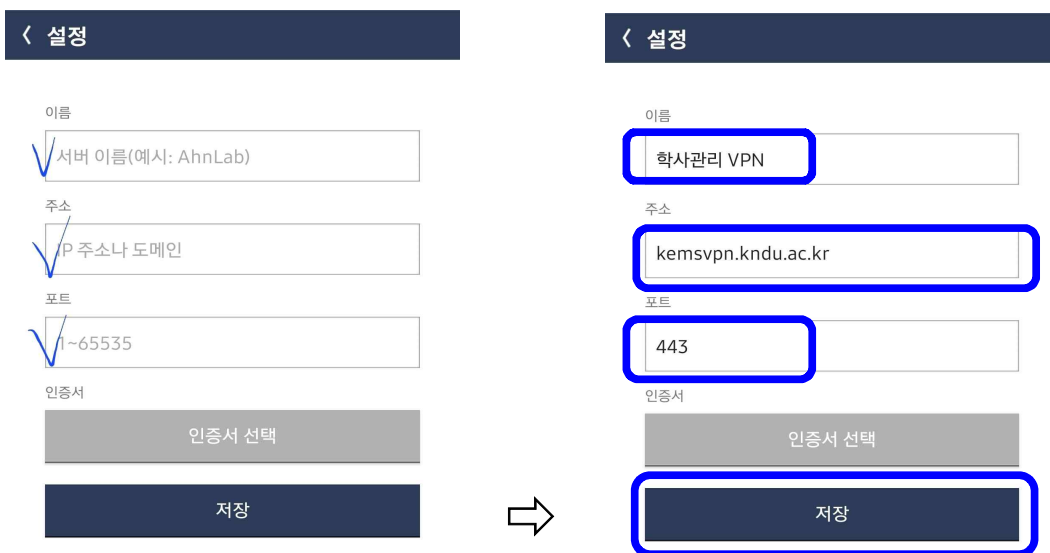 설정
이름
서버 이름(예시: AhnLab)
주소
IP 주소나 도메인
포트
1~65535
인증서
인증서 선택
저장
설정
이름
학사관리 VPN
주소
kemsvpn.kndu.ac.kr
포트
443
인증서
인증서 선택
저장